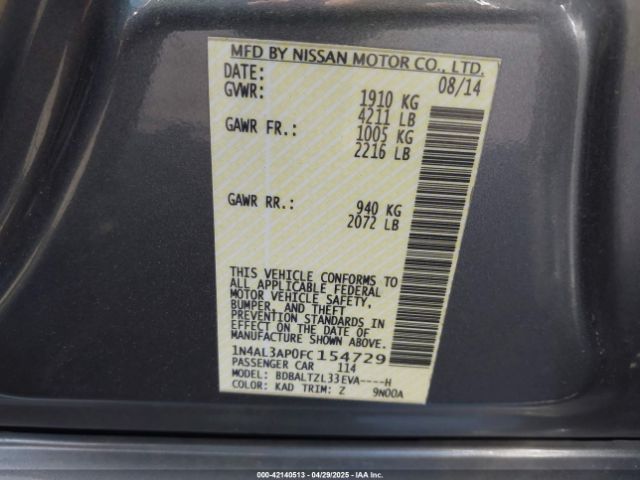 MFD BY NISSAN MOTOR CO., LTD.
DATE: 08/14
GVWR: 1910 KG
4211 LB
GAWR FR.: 1005 KG
2216 LB
GAWR RR.: 940 KG
2072 LB
THIS VEHICLE CONFORMS TO
ALL APPLICABLE FEDERAL
MOTOR VEHICLE SAFETY,
BUMPER, AND THEFT
PREVENTION STANDARDS IN
EFFECT ON THE DATE OF
MANUFACTURE SHOWN ABOVE.
1N4AL3AP0FC154729
PASSENGER CAR 114
MODEL: BDBALTZL33EVA----H
COLOR: KAD TRIM: Z 9N00A
000-42140513 - 04/29/2025 - IAA Inc.